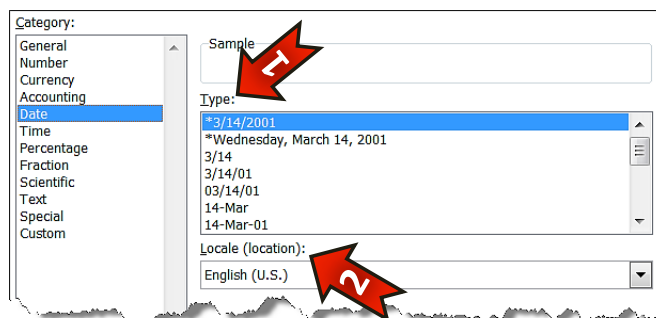 Category:
General
Number
Currency
Accounting
Date
Time
Percentage
Fraction
Scientific
Text
Special
Custom
Sample
1
Type:
*3/14/2001
*Wednesday, March 14, 2001
3/14
3/14/01
03/14/01
14-Mar
14-Mar-01
Locale (location):
English (U.S.)
2